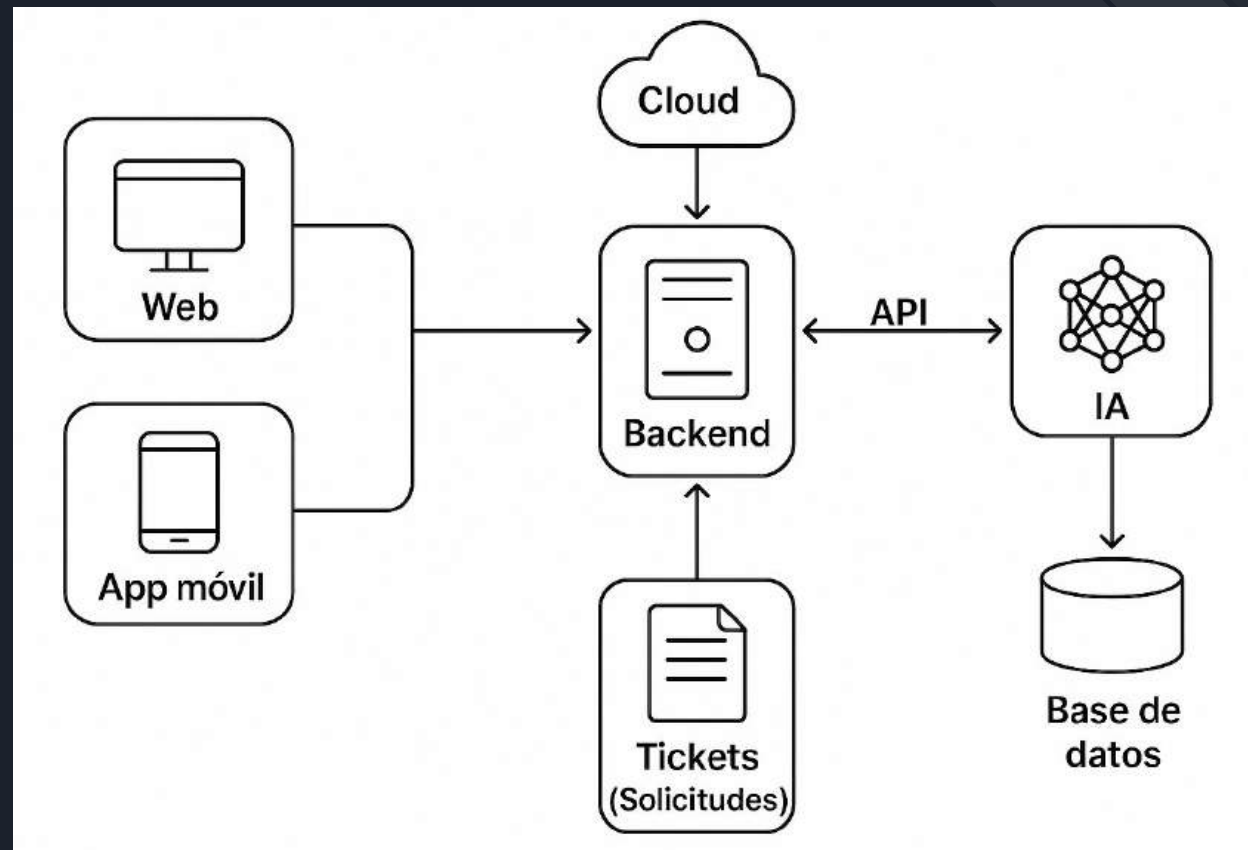 Cloud
Web
API
IA
Backend
App móvil
Tickets
(Solicitudes)
Base de
datos